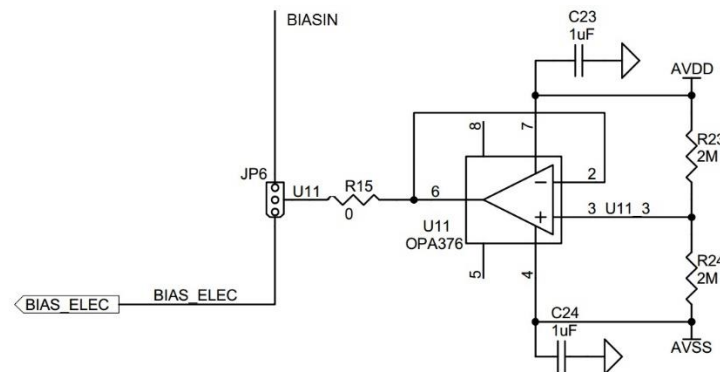 BIASIN
C23
1uF
AVDD
8
7
R23
2M
JP6
U11
R15
0
6
2
U11
OPA376
3
U11_3
5
4
R24
2M
BIAS_ELEC
BIAS_ELEC
C24
1uF
AVSS